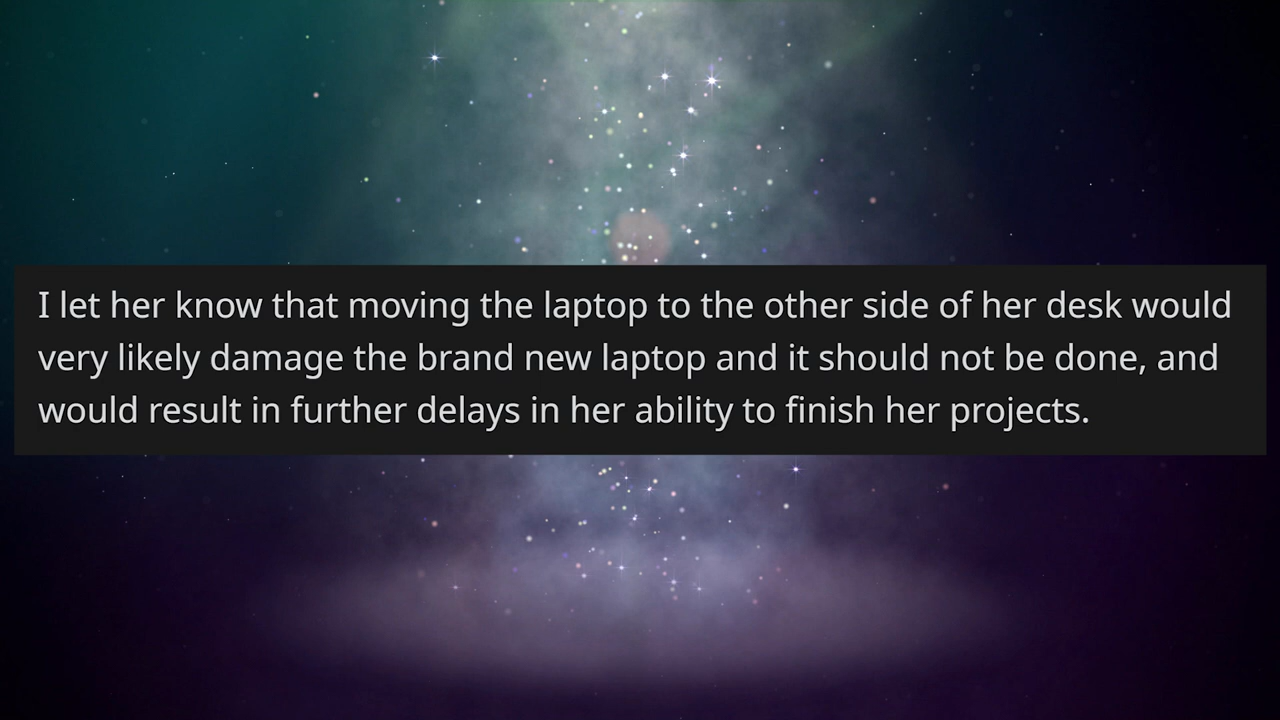 I let her know that moving the laptop to the other side of her desk would
very likely damage the brand new laptop and it should not be done, and
would result in further delays in her ability to finish her projects.